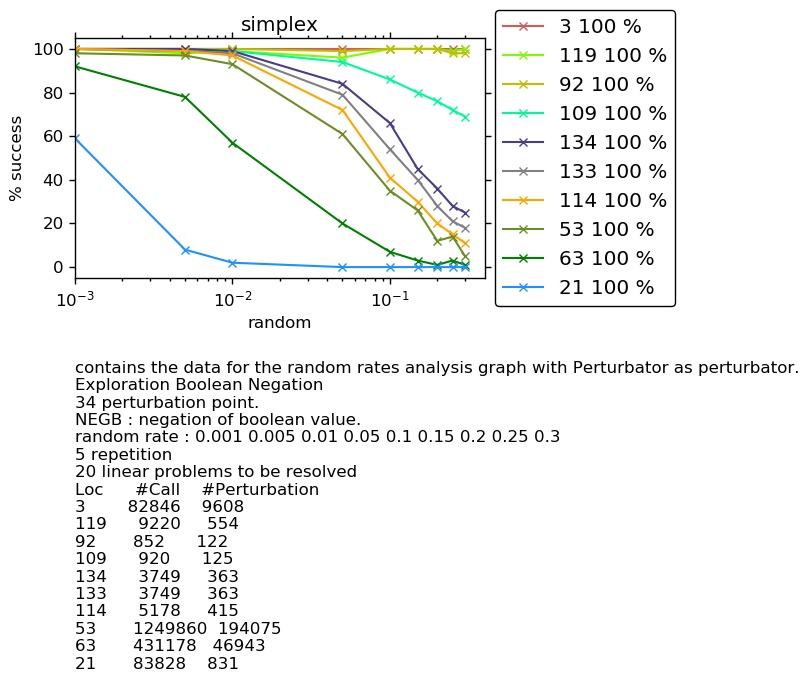 simplex
% success
100
80
60
40
20
0
10⁻³
10⁻²
10⁻¹
random
3 100 %
119 100 %
92 100 %
109 100 %
134 100 %
133 100 %
114 100 %
53 100 %
63 100 %
21 100 %
contains the data for the random rates analysis graph with Perturbator as perturbator.
Exploration Boolean Negation
34 perturbation point.
NEGB : negation of boolean value.
random rate : 0.001 0.005 0.01 0.05 0.1 0.15 0.2 0.25 0.3
5 repetition
20 linear problems to be resolved
Loc #Call #Perturbation
3 82846 9608
119 9220 554
92 852 122
109 920 125
134 3749 363
133 3749 363
114 5178 415
53 1249860 194075
63 431178 46943
21 83828 831